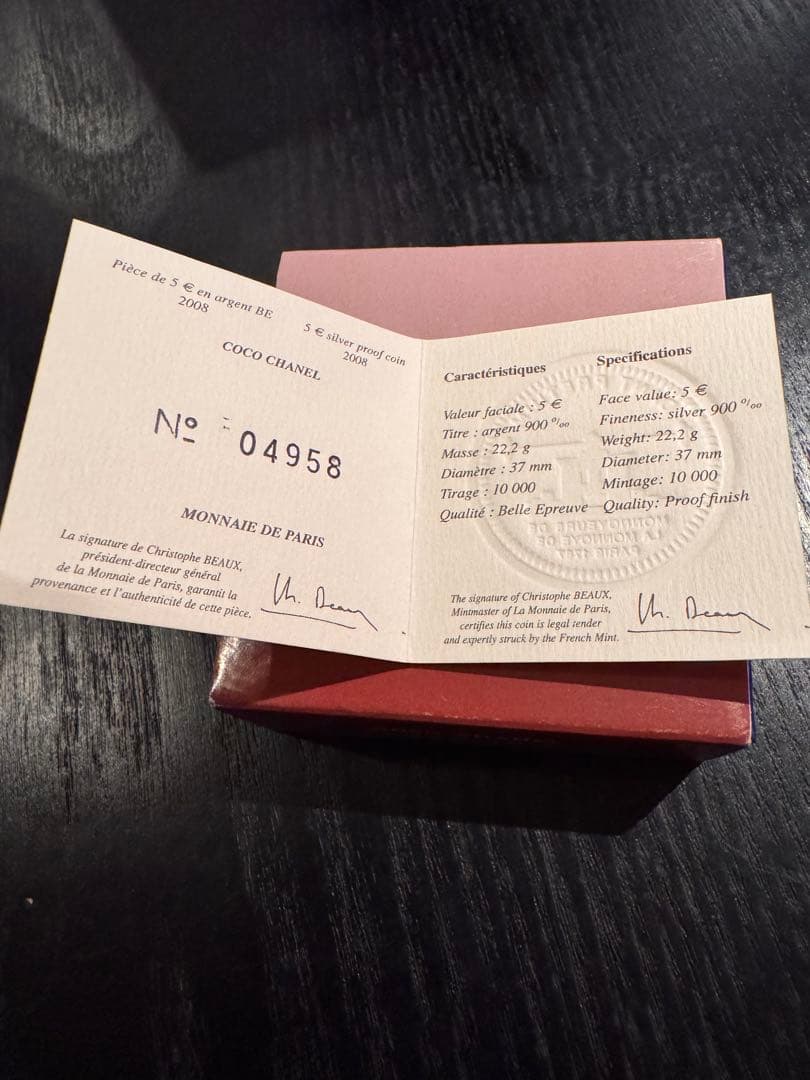 Pièce de 5 € en argent BE
2008
5 € silver proof coin
2008
COCO CHANEL
Nº 04958
MONNAIE DE PARIS
La signature de Christophe BEAUX,
président-directeur général
de la Monnaie de Paris, garantit la
provenance et l'authenticité de cette pièce.
Caractéristiques
Valeur faciale : 5 €
Titre : argent 900 °/oo
Masse : 22,2 g
Diamètre : 37 mm
Tirage : 10 000
Qualité : Belle Epreuve
Specifications
Face value: 5 €
Fineness: silver 900 °/oo
Weight: 22,2 g
Diameter: 37 mm
Mintage: 10 000
Quality: Proof finish
The signature of Christophe BEAUX,
Mintmaster of La Monnaie de Paris,
certifies this coin is legal tender
and expertly struck by the French Mint.